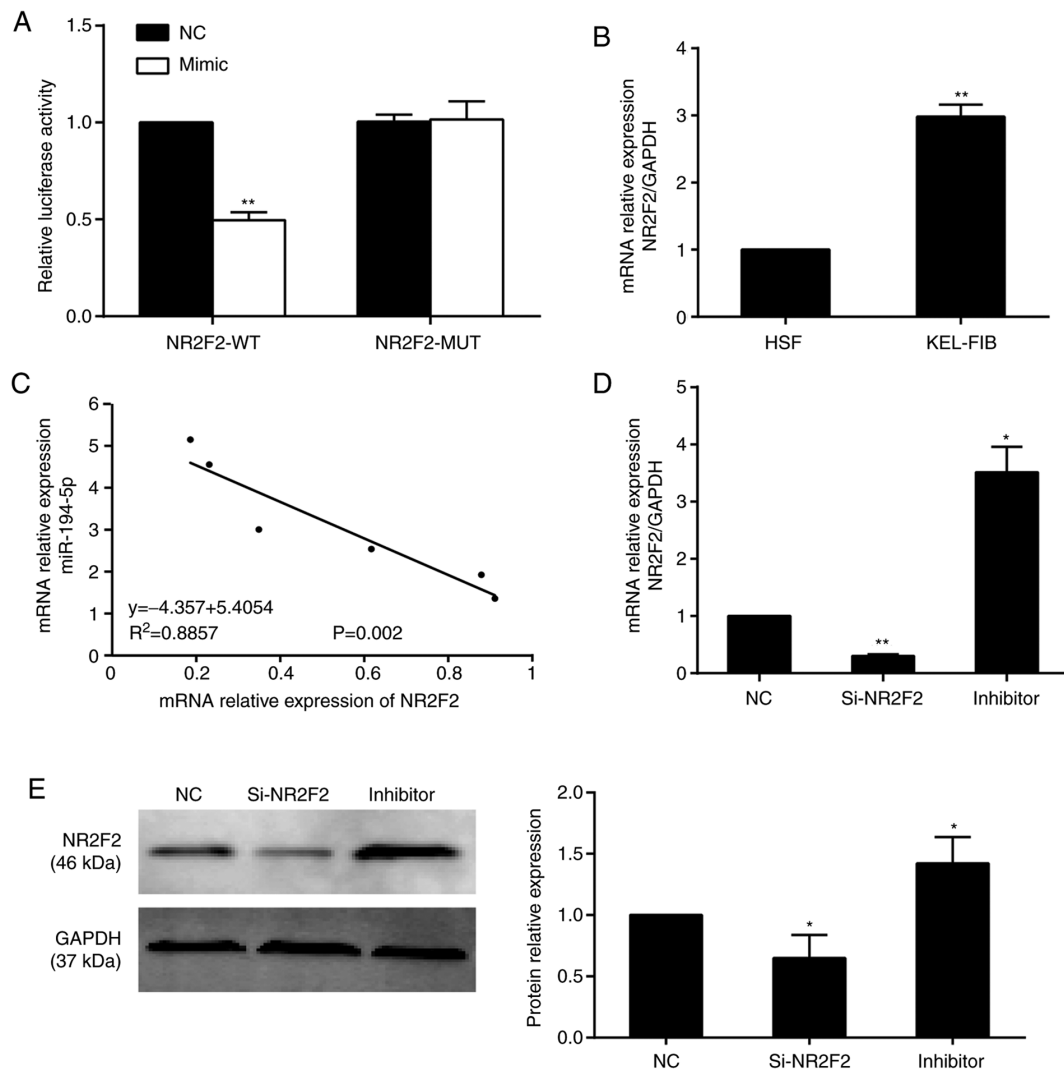 A
1.5
1.0
0.5
0.0
Relative luciferase activity
NC
Mimic
**
NR2F2-WT
NR2F2-MUT
B
4
3
2
1
0
mRNA relative expression
NR2F2/GAPDH
**
HSF
KEL-FIB
C
6
5
4
3
2
1
0
mRNA relative expression
miR-194-5p
y=−4.357+5.4054
R²=0.8857
P=0.002
0
0.2
0.4
0.6
0.8
1
mRNA relative expression of NR2F2
D
5
4
3
2
1
0
mRNA relative expression
NR2F2/GAPDH
**
*
NC
Si-NR2F2
Inhibitor
E
NC
Si-NR2F2
Inhibitor
NR2F2
(46 kDa)
GAPDH
(37 kDa)
2.0
1.5
1.0
0.5
0.0
Protein relative expression
*
*
NC
Si-NR2F2
Inhibitor